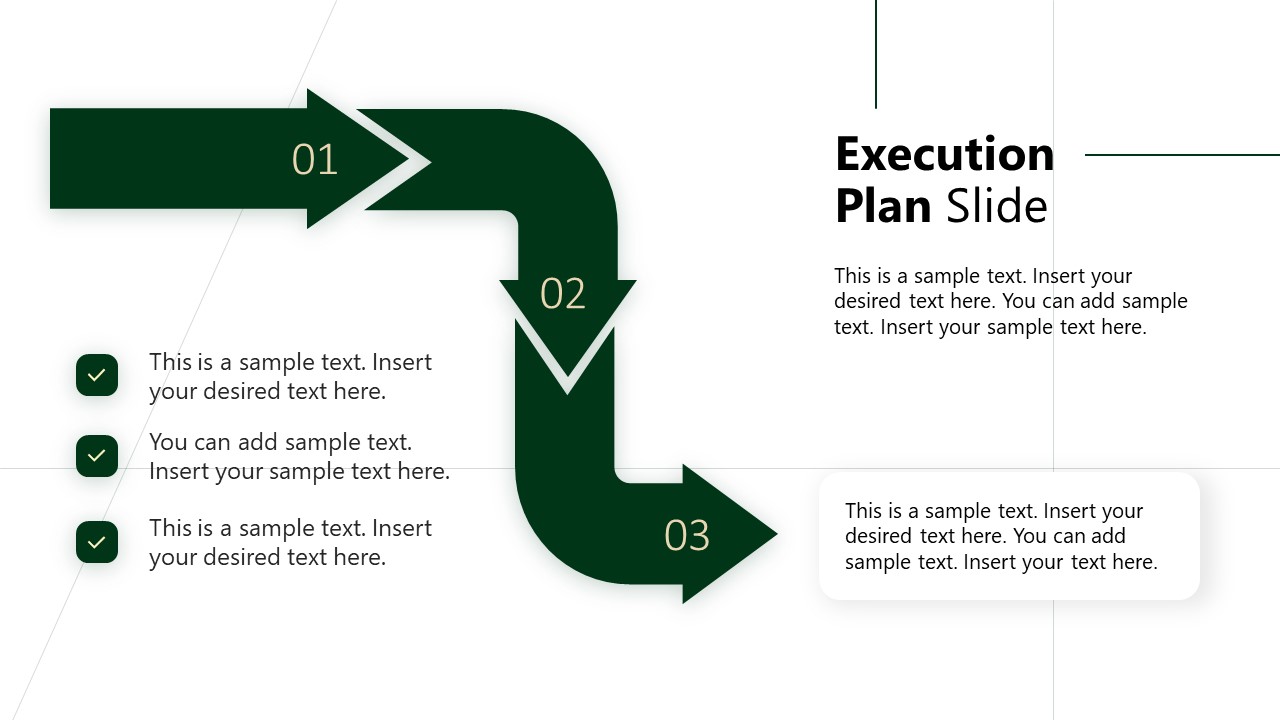 01
02
03
This is a sample text. Insert
your desired text here.
You can add sample text.
Insert your sample text here.
This is a sample text. Insert
your desired text here.
Execution
Plan Slide
This is a sample text. Insert your
desired text here. You can add sample
text. Insert your sample text here.
This is a sample text. Insert your
desired text here. You can add
sample text. Insert your text here.